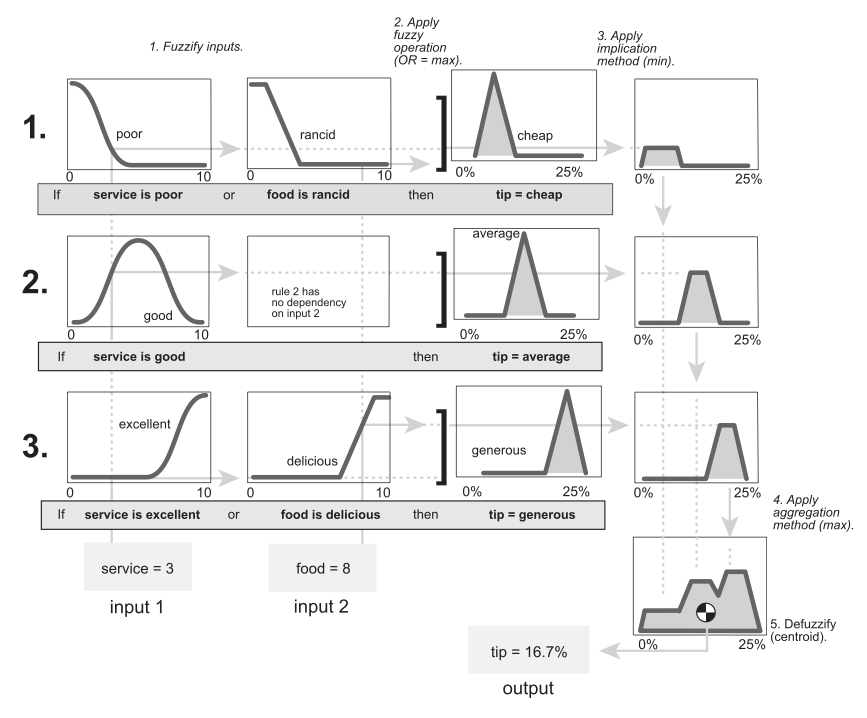 1. Fuzzify inputs.
2. Apply
fuzzy
operation
(OR = max).
3. Apply
implication
method (min).
1.
poor
rancid
cheap
0
10
0
10
0%
25%
0%
25%
If service is poor or food is rancid then tip = cheap
2.
good
rule 2 has
no dependency
on input 2
average
0
10
0%
25%
0%
25%
If service is good then tip = average
3.
excellent
delicious
generous
0
10
0
10
0%
25%
0%
25%
If service is excellent or food is delicious then tip = generous
4. Apply
aggregation
method (max).
service = 3
input 1
food = 8
input 2
0%
25%
5. Defuzzify
(centroid).
tip = 16.7%
output